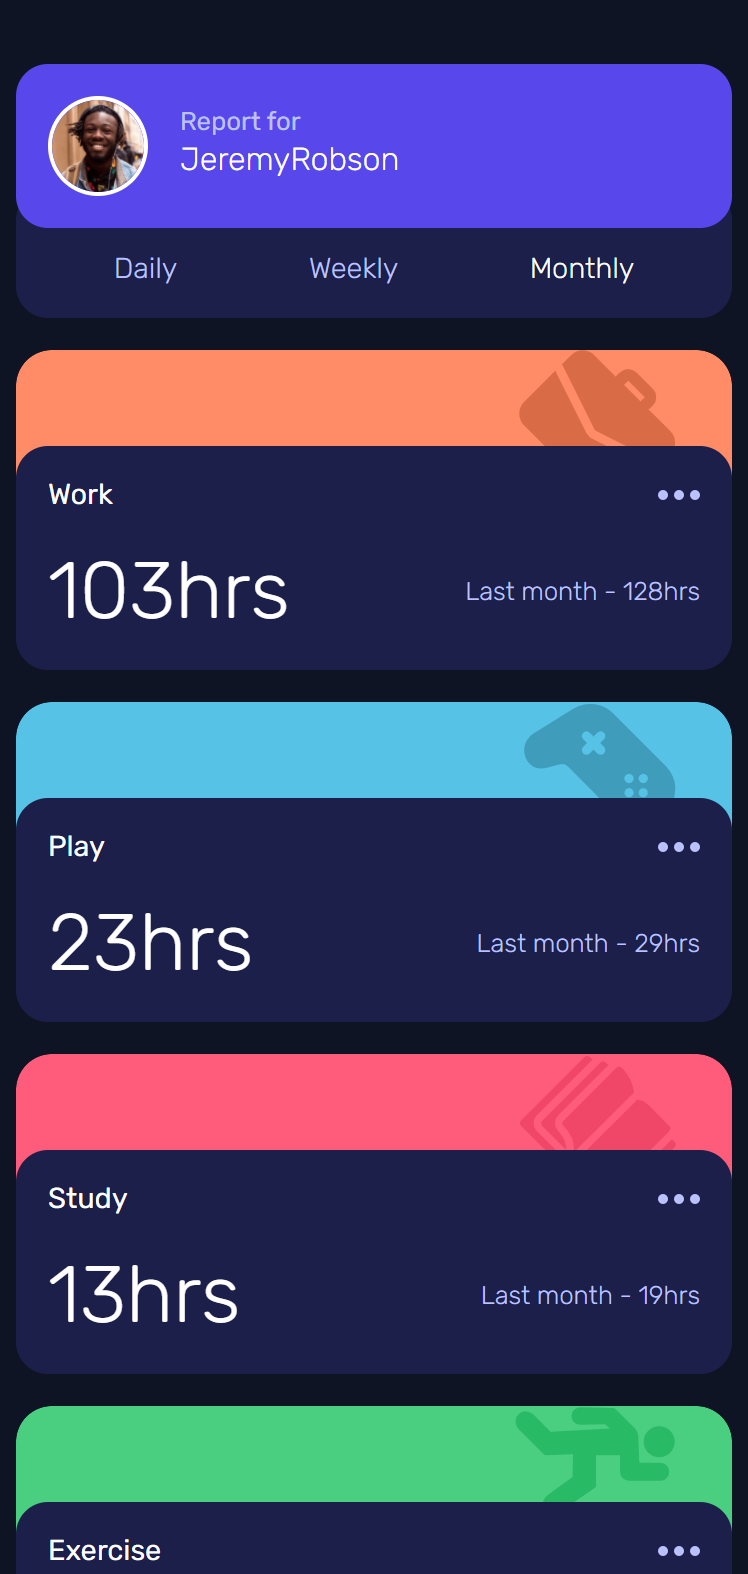 Report for
JeremyRobson
Daily Weekly Monthly
Work
103hrs Last month - 128hrs
Play
23hrs Last month - 29hrs
Study
13hrs Last month - 19hrs
Exercise